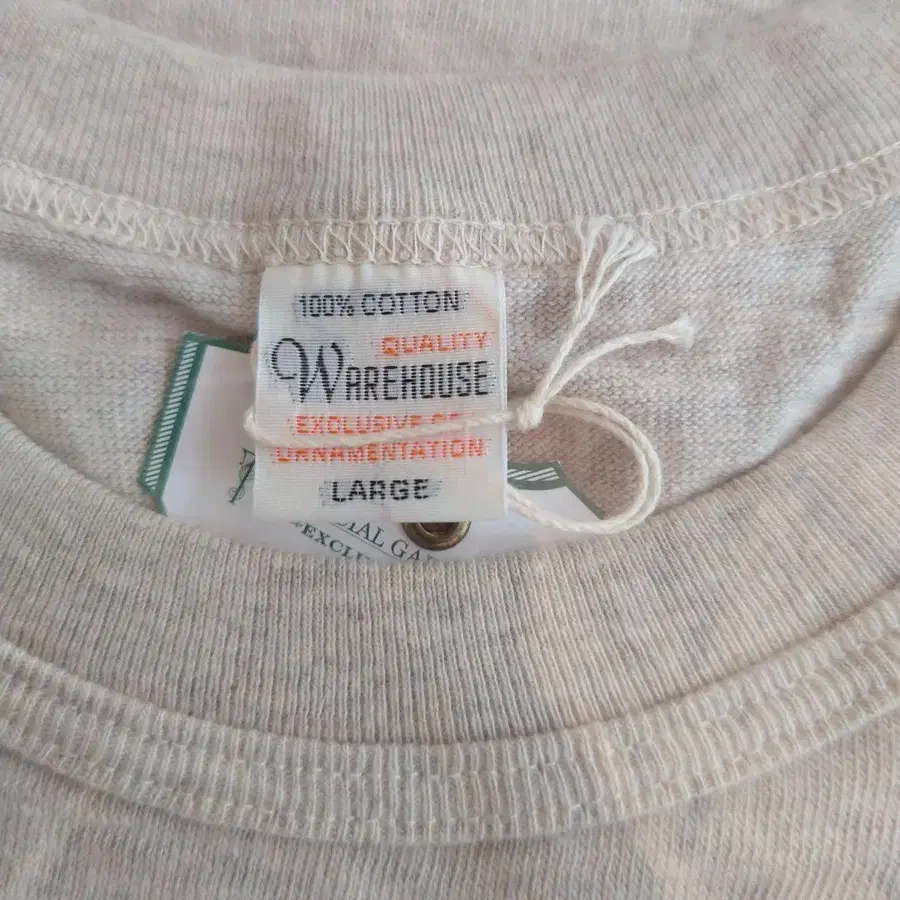 100% COTTON
QUALITY
WAREHOUSE
EXCLUSIVE OF
ORNAMENTATION
LARGE